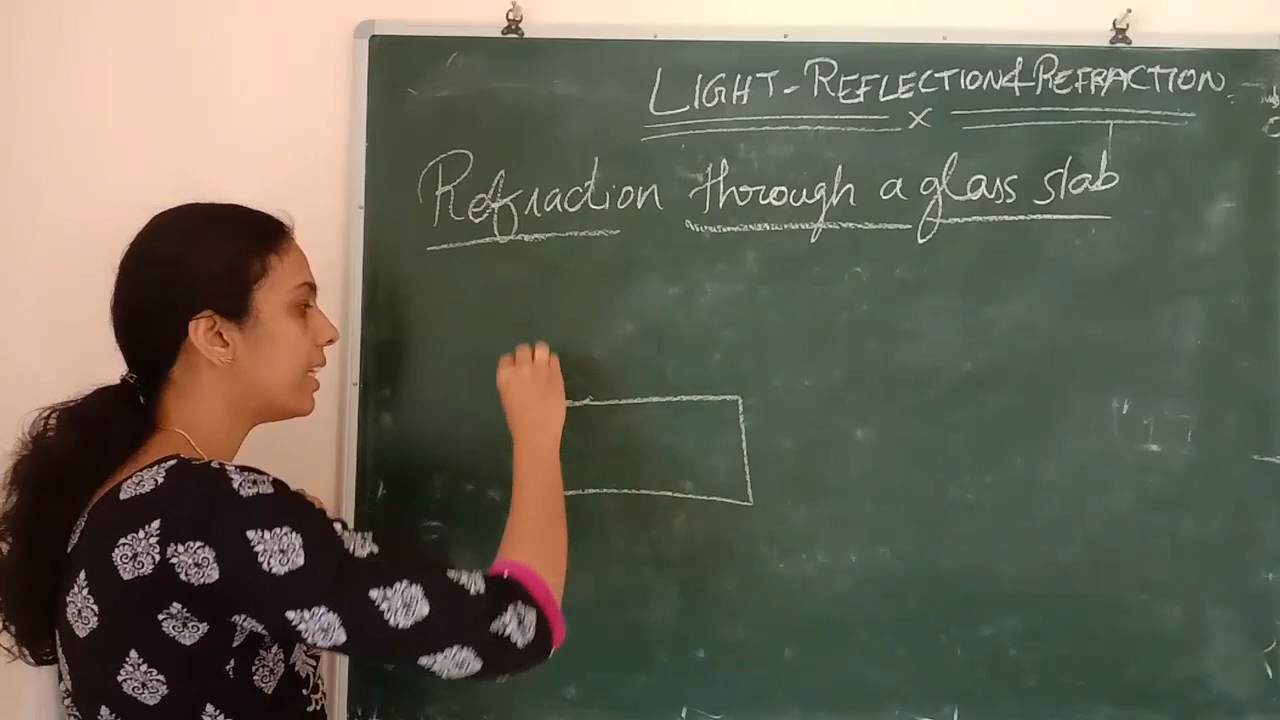 LIGHT-REFLECTION & REFRACTION
x
Refraction through a glass slab